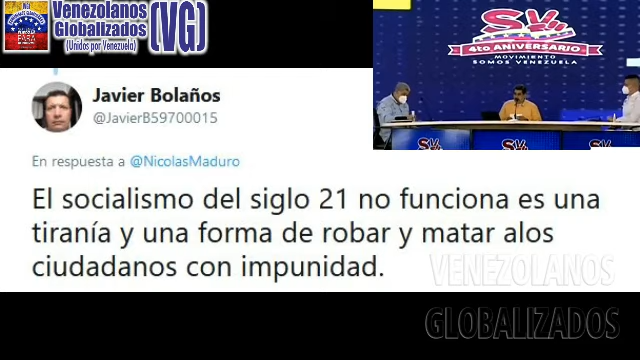 Venezolanos
Globalizados
(Unidos por Venezuela)
(VG)
SV
4to ANIVERSARIO
MOVIMIENTO
SOMOS VENEZUELA
Javier Bolaños
@JavierB59700015
En respuesta a @NicolasMaduro
El socialismo del siglo 21 no funciona es una
tiranía y una forma de robar y matar alos
ciudadanos con impunidad.
VENEZOLANOS
GLOBALIZADOS